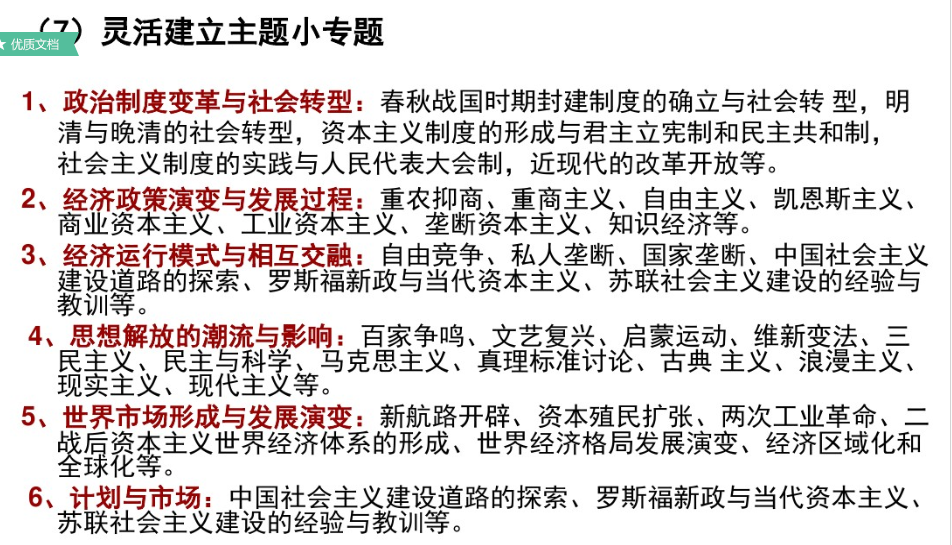 （7）灵活建立主题小专题
优质文档
1、政治制度变革与社会转型：春秋战国时期封建制度的确立与社会转 型，明
清与晚清的社会转型，资本主义制度的形成与君主立宪制和民主共和制，
社会主义制度的实践与人民代表大会制，近现代的改革开放等。
2、经济政策演变与发展过程：重农抑商、重商主义、自由主义、凯恩斯主义、
商业资本主义、工业资本主义、垄断资本主义、知识经济等。
3、经济运行模式与相互交融：自由竞争、私人垄断、国家垄断、中国社会主义
建设道路的探索、罗斯福新政与当代资本主义、苏联社会主义建设的经验与
教训等。
4、思想解放的潮流与影响：百家争鸣、文艺复兴、启蒙运动、维新变法、三
民主义、民主与科学、马克思主义、真理标准讨论、古典 主义、浪漫主义、
现实主义、现代主义等。
5、世界市场形成与发展演变：新航路开辟、资本殖民扩张、两次工业革命、二
战后资本主义世界经济体系的形成、世界经济格局发展演变、经济区域化和
全球化等。
6、计划与市场：中国社会主义建设道路的探索、罗斯福新政与当代资本主义、
苏联社会主义建设的经验与教训等。